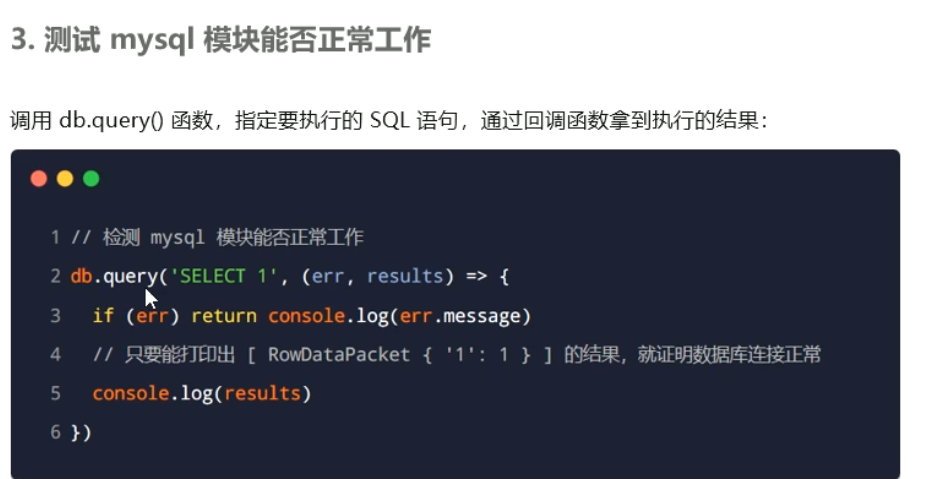 3. 测试 mysql 模块能否正常工作
调用 db.query() 函数，指定要执行的 SQL 语句，通过回调函数拿到执行的结果：
1 // 检测 mysql 模块能否正常工作
2 db.query('SELECT 1', (err, results) => {
3   if (err) return console.log(err.message)
4   // 只要能打印出 [ RowDataPacket { '1': 1 } ] 的结果，就证明数据库连接正常
5   console.log(results)
6 })